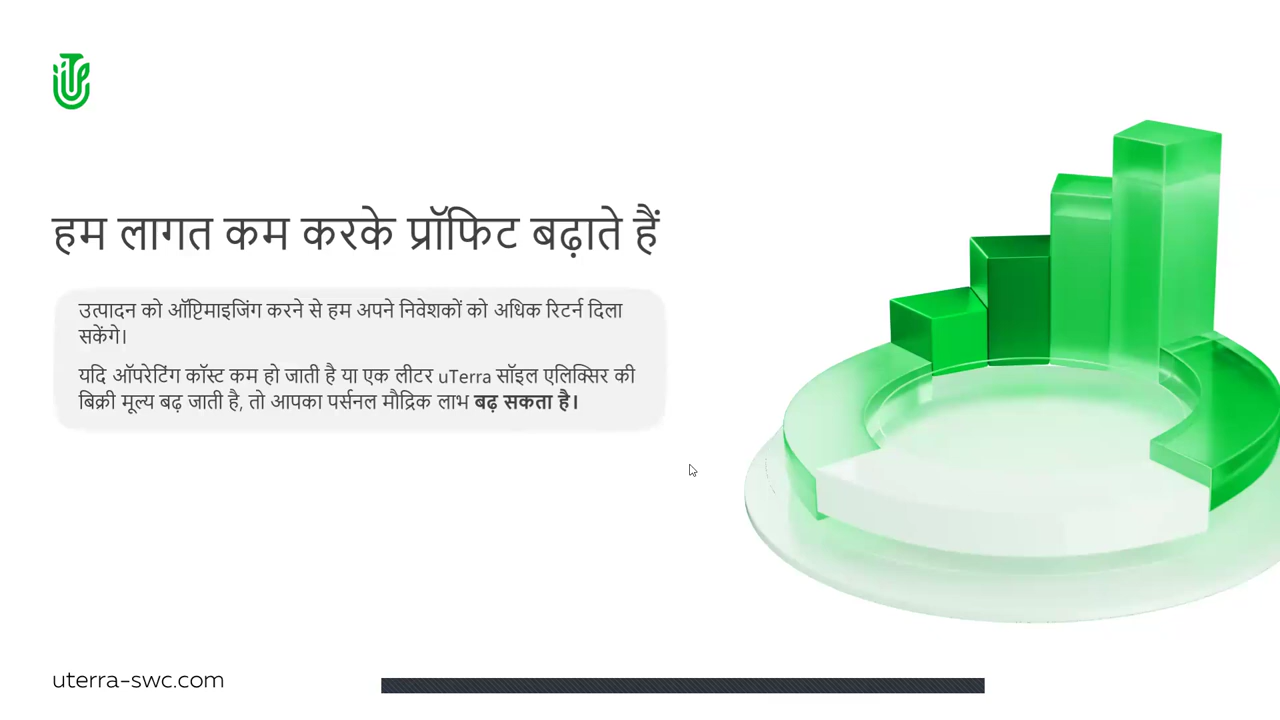 हम लागत कम करके प्रॉफिट बढ़ाते हैं
उत्पादन को ऑप्टिमाइजिंग करने से हम अपने निवेशकों को अधिक रिटर्न दिला
सकेंगे।
यदि ऑपरेटिंग कॉस्ट कम हो जाती है या एक लीटर uTerra सॉइल एलिक्सिर की
बिक्री मूल्य बढ़ जाती है, तो आपका पर्सनल मौद्रिक लाभ बढ़ सकता है।
uterra-swc.com